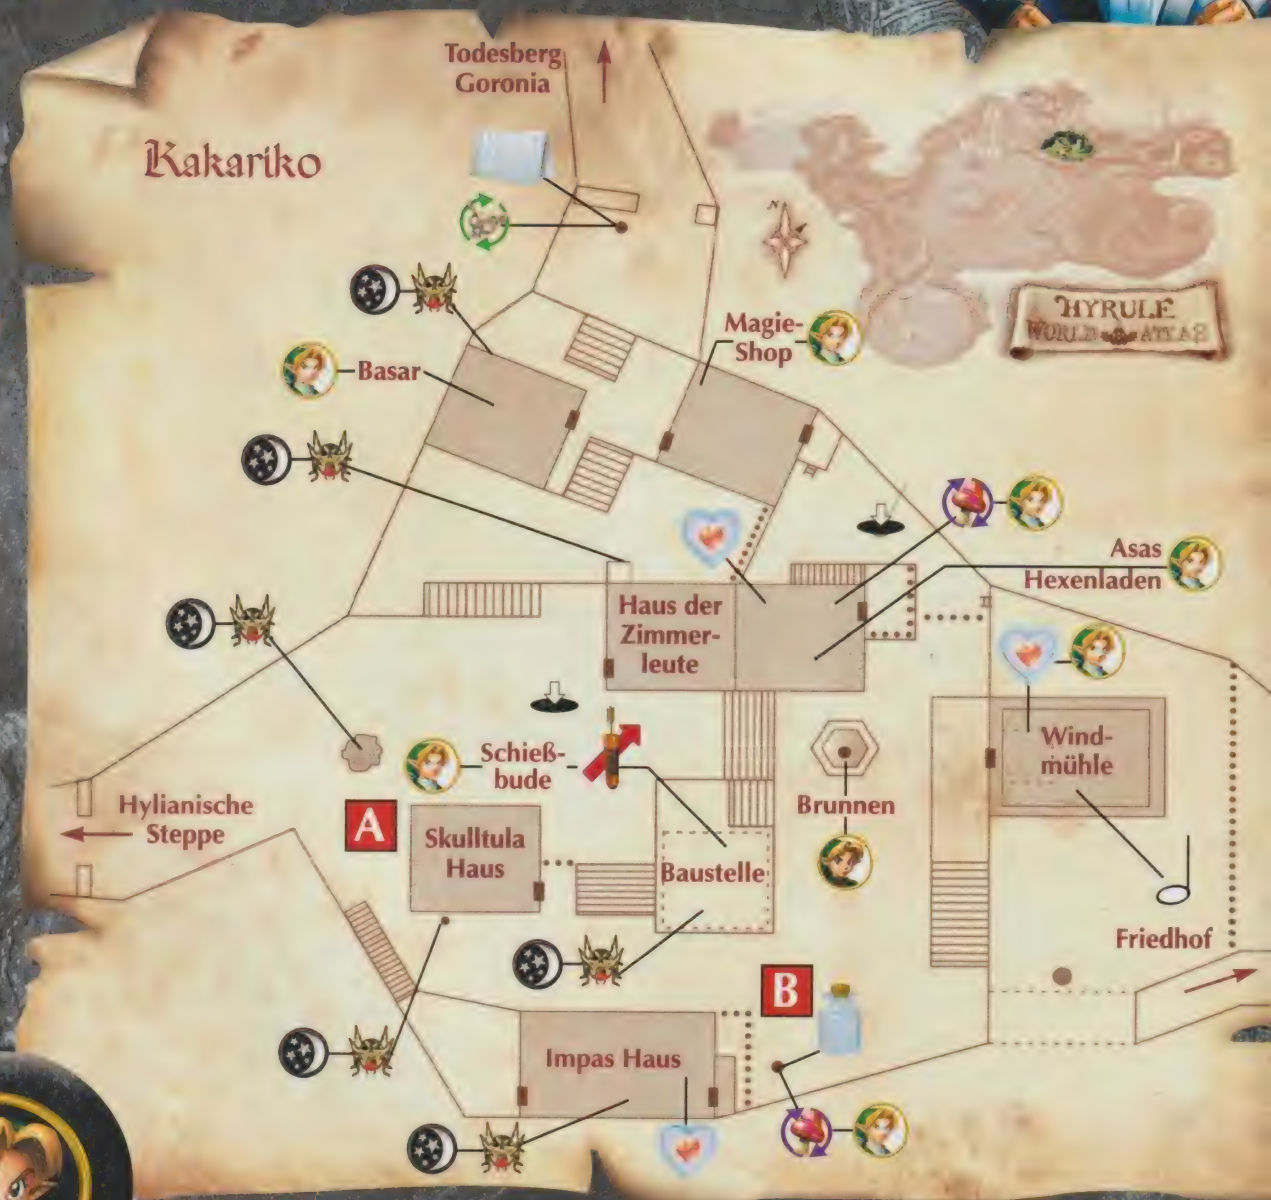 Todesberg
Goronia
Kakariko
N
HYRULE
WORLD ATLAS
Magie-
Shop
Basar
Asas
Hexenladen
Haus der
Zimmer-
leute
Schieß-
bude
Wind-
mühle
Hylianische
Steppe
A
Skulltula
Haus
Brunnen
Baustelle
Friedhof
B
Impas Haus